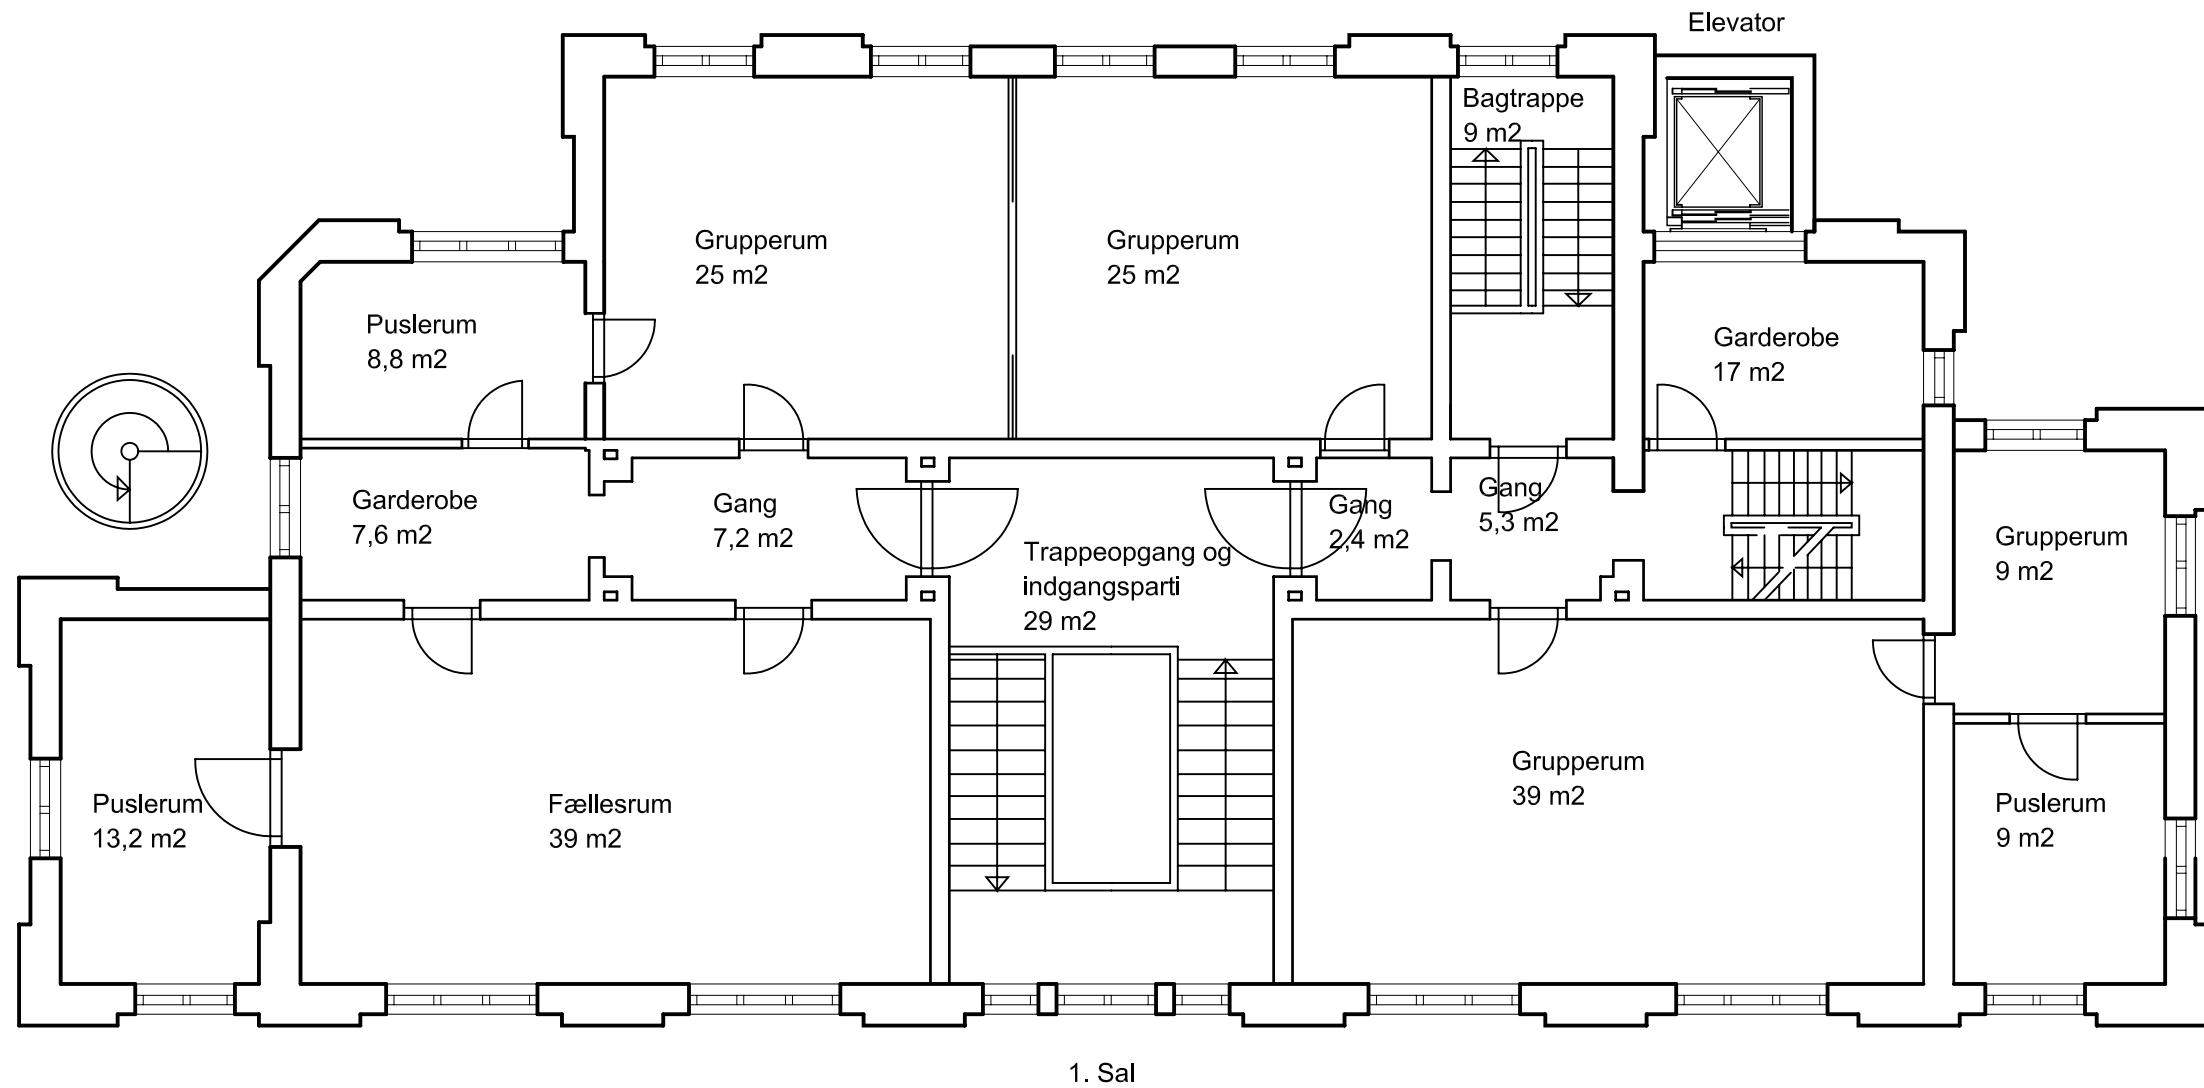 Elevator
Bagtrappe
9 m2
Grupperum
25 m2
Grupperum
25 m2
Puslerum
8,8 m2
Garderobe
17 m2
Garderobe
7,6 m2
Gang
7,2 m2
Gang
2,4 m2
Gang
5,3 m2
Trappeopgang og
indgangsparti
29 m2
Grupperum
9 m2
Puslerum
13,2 m2
Fællesrum
39 m2
Grupperum
39 m2
Puslerum
9 m2
1. Sal